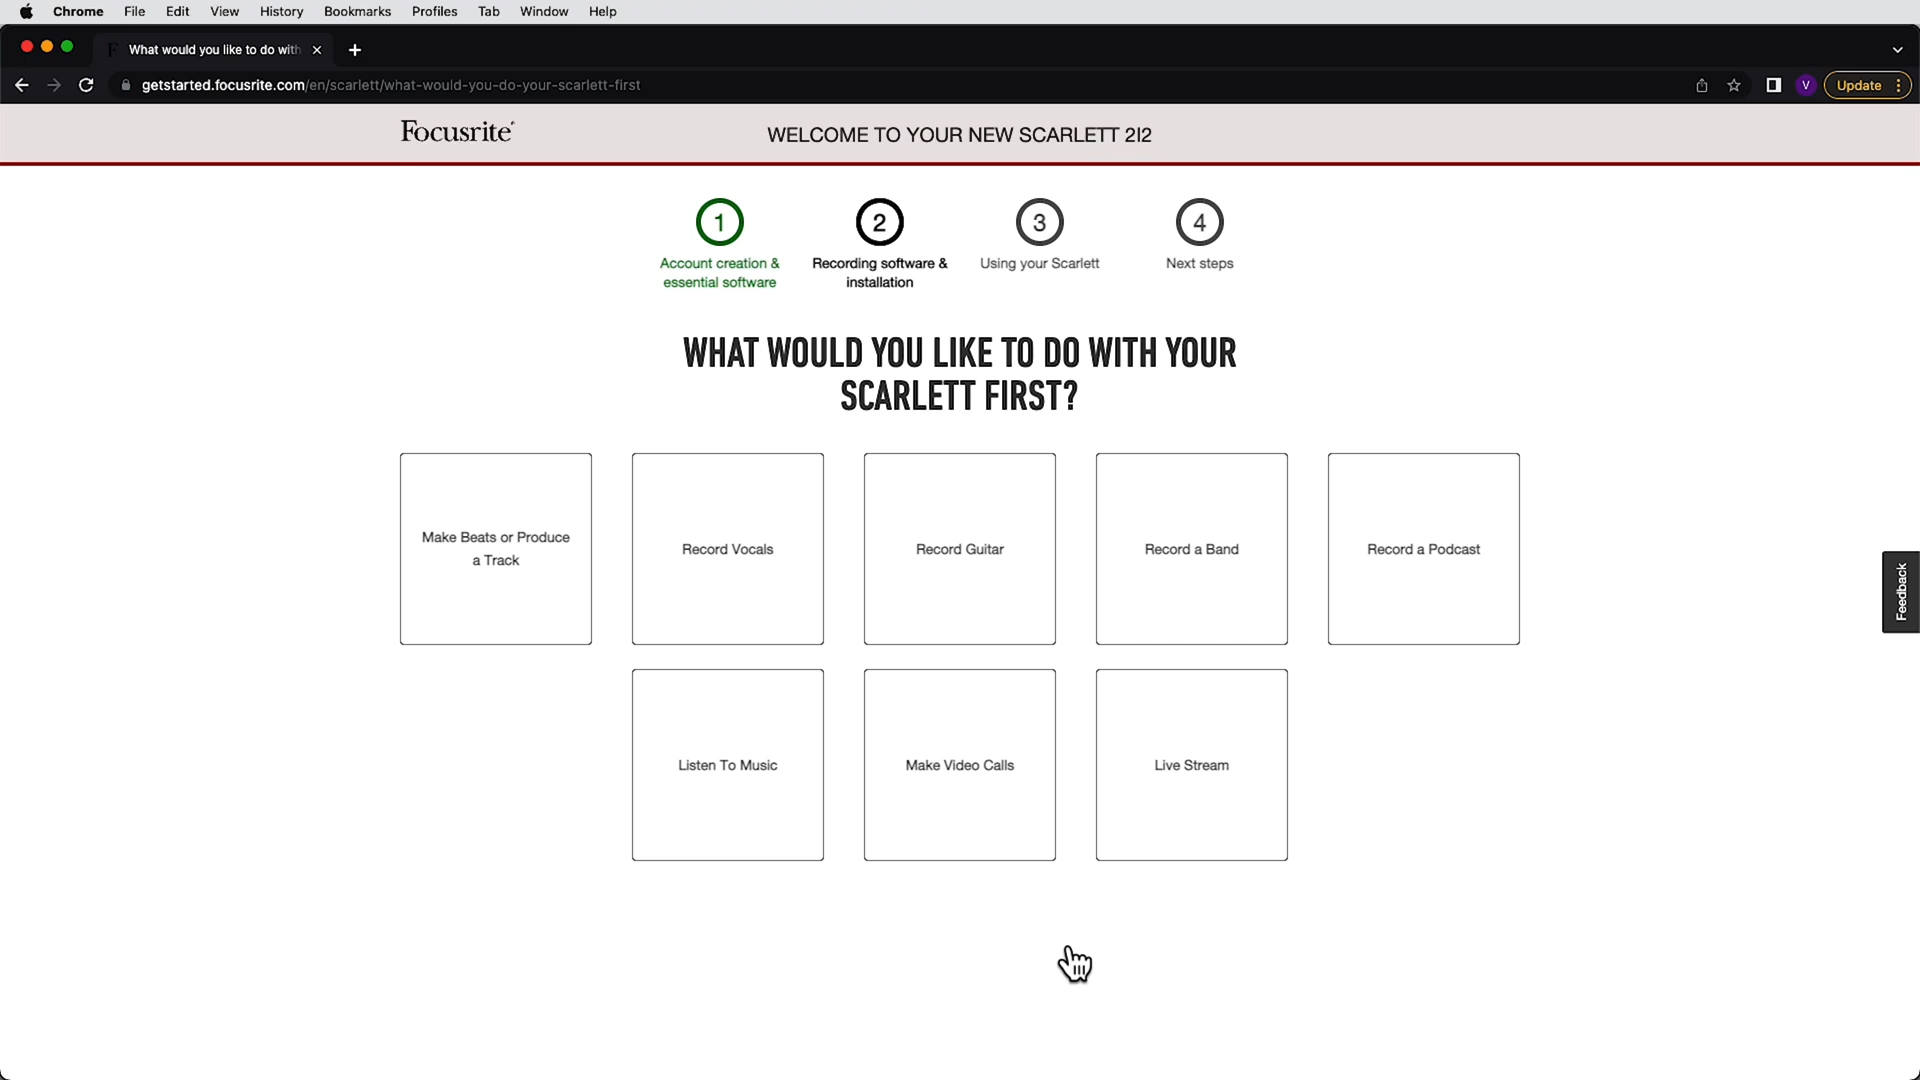 Chrome File Edit View History Bookmarks Profiles Tab Window Help
What would you like to do with
getstarted.focusrite.com/en/scarlett/what-would-you-do-your-scarlett-first
V
Update
Focusrite
WELCOME TO YOUR NEW SCARLETT 2I2
1 2 3 4
Account creation &
essential software
Recording software &
installation
Using your Scarlett
Next steps
WHAT WOULD YOU LIKE TO DO WITH YOUR
SCARLETT FIRST?
Make Beats or Produce
a Track
Record Vocals
Record Guitar
Record a Band
Record a Podcast
Listen To Music
Make Video Calls
Live Stream
Feedback